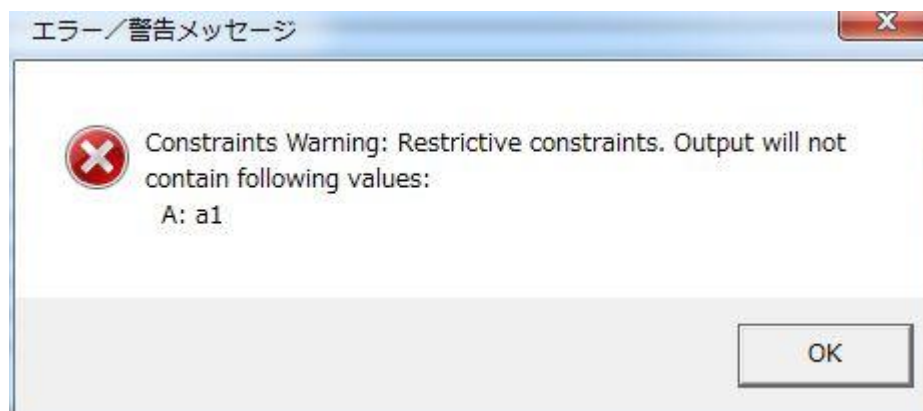 エラー／警告メッセージ
Constraints Warning: Restrictive constraints. Output will not
contain following values:
A: a1
OK